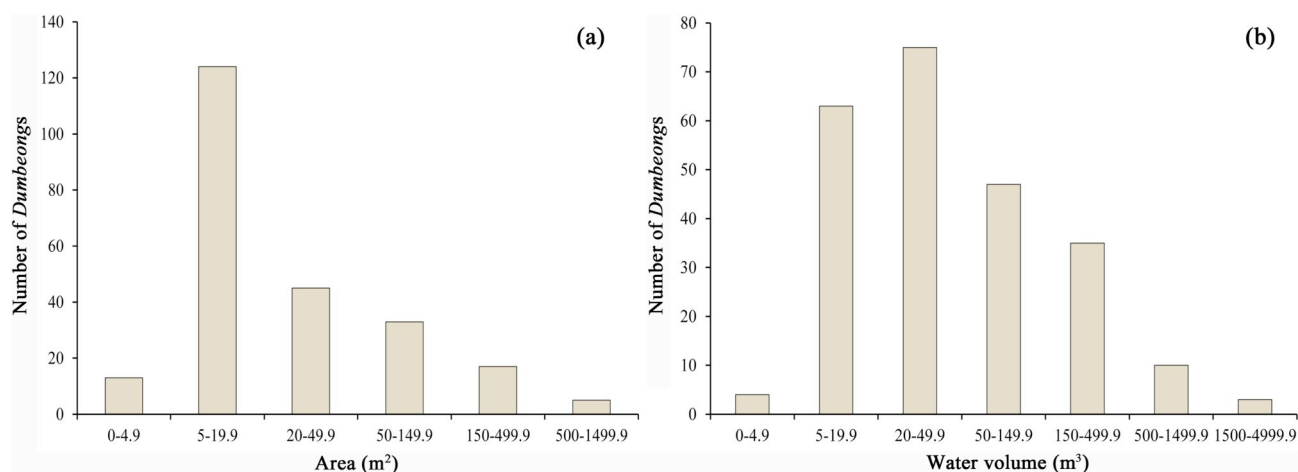 (a)
Number of Dumbeongs
140
120
100
80
60
40
20
0
0-4.9 5-19.9 20-49.9 50-149.9 150-499.9 500-1499.9
Area (m²)
(b)
Number of Dumbeongs
80
70
60
50
40
30
20
10
0
0-4.9 5-19.9 20-49.9 50-149.9 150-499.9 500-1499.9 1500-4999.9
Water volume (m³)